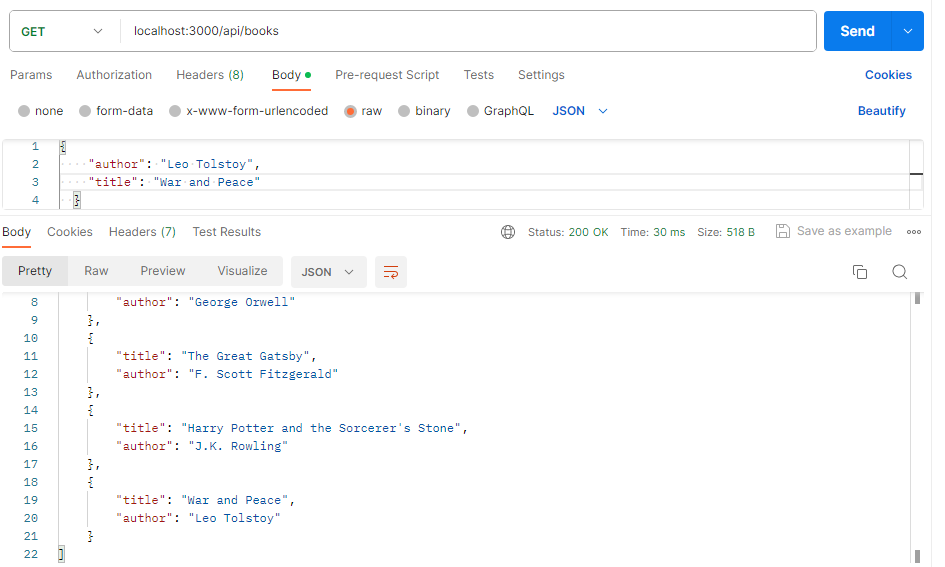 GET localhost:3000/api/books Send
Params Authorization Headers (8) Body Pre-request Script Tests Settings Cookies
none form-data x-www-form-urlencoded raw binary GraphQL JSON Beautify
1 {
2 "author": "Leo Tolstoy",
3 "title": "War and Peace"
4 }
Body Cookies Headers (7) Test Results Status: 200 OK Time: 30 ms Size: 518 B Save as example
Pretty Raw Preview Visualize JSON
8 "author": "George Orwell"
9 },
10 {
11 "title": "The Great Gatsby",
12 "author": "F. Scott Fitzgerald"
13 },
14 {
15 "title": "Harry Potter and the Sorcerer's Stone",
16 "author": "J.K. Rowling"
17 },
18 {
19 "title": "War and Peace",
20 "author": "Leo Tolstoy"
21 }
22 ]